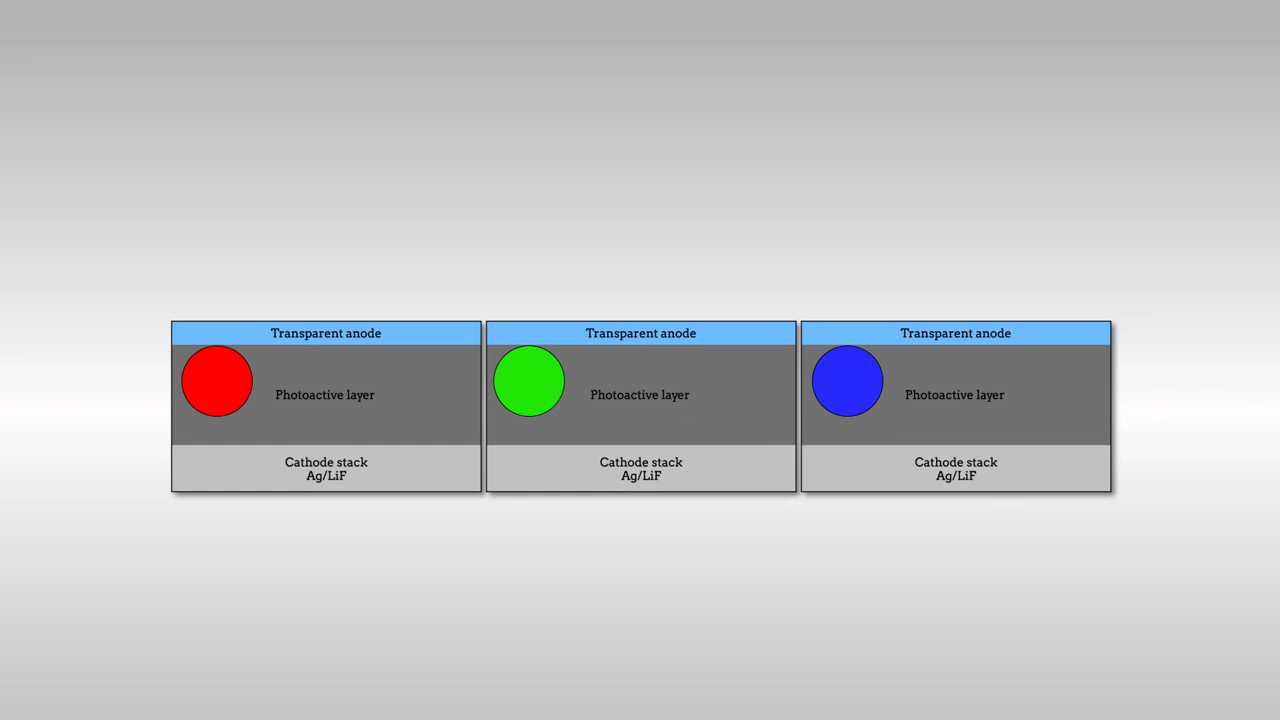 Transparent anode
Transparent anode
Transparent anode
Photoactive layer
Photoactive layer
Photoactive layer
Cathode stack
Ag/LiF
Cathode stack
Ag/LiF
Cathode stack
Ag/LiF